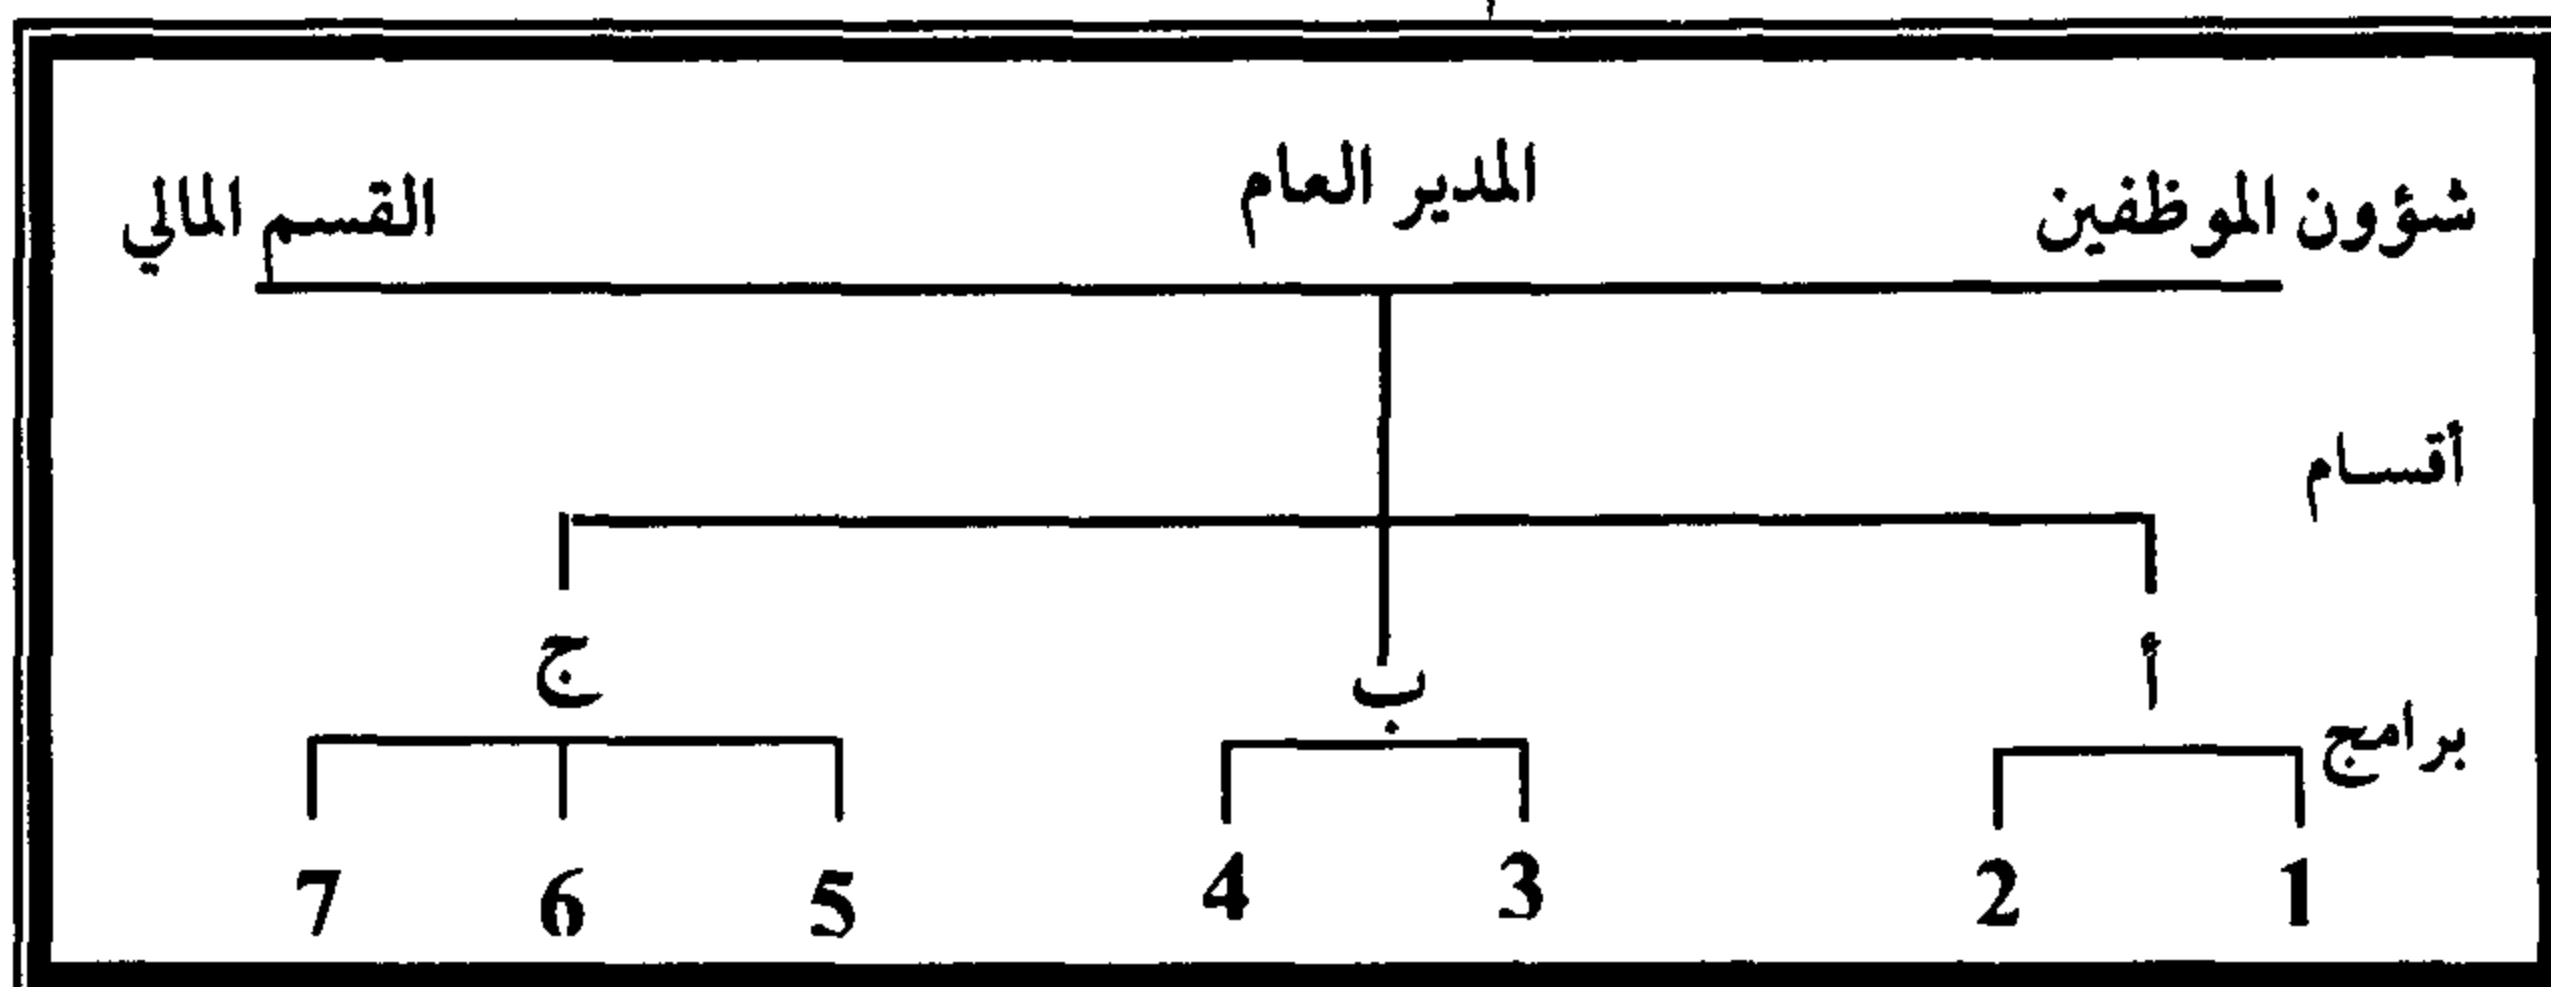 شؤون الموظفين المدير العام القسم المالي
أقسام
أ ب ج
برامج
1 2 3 4 5 6 7